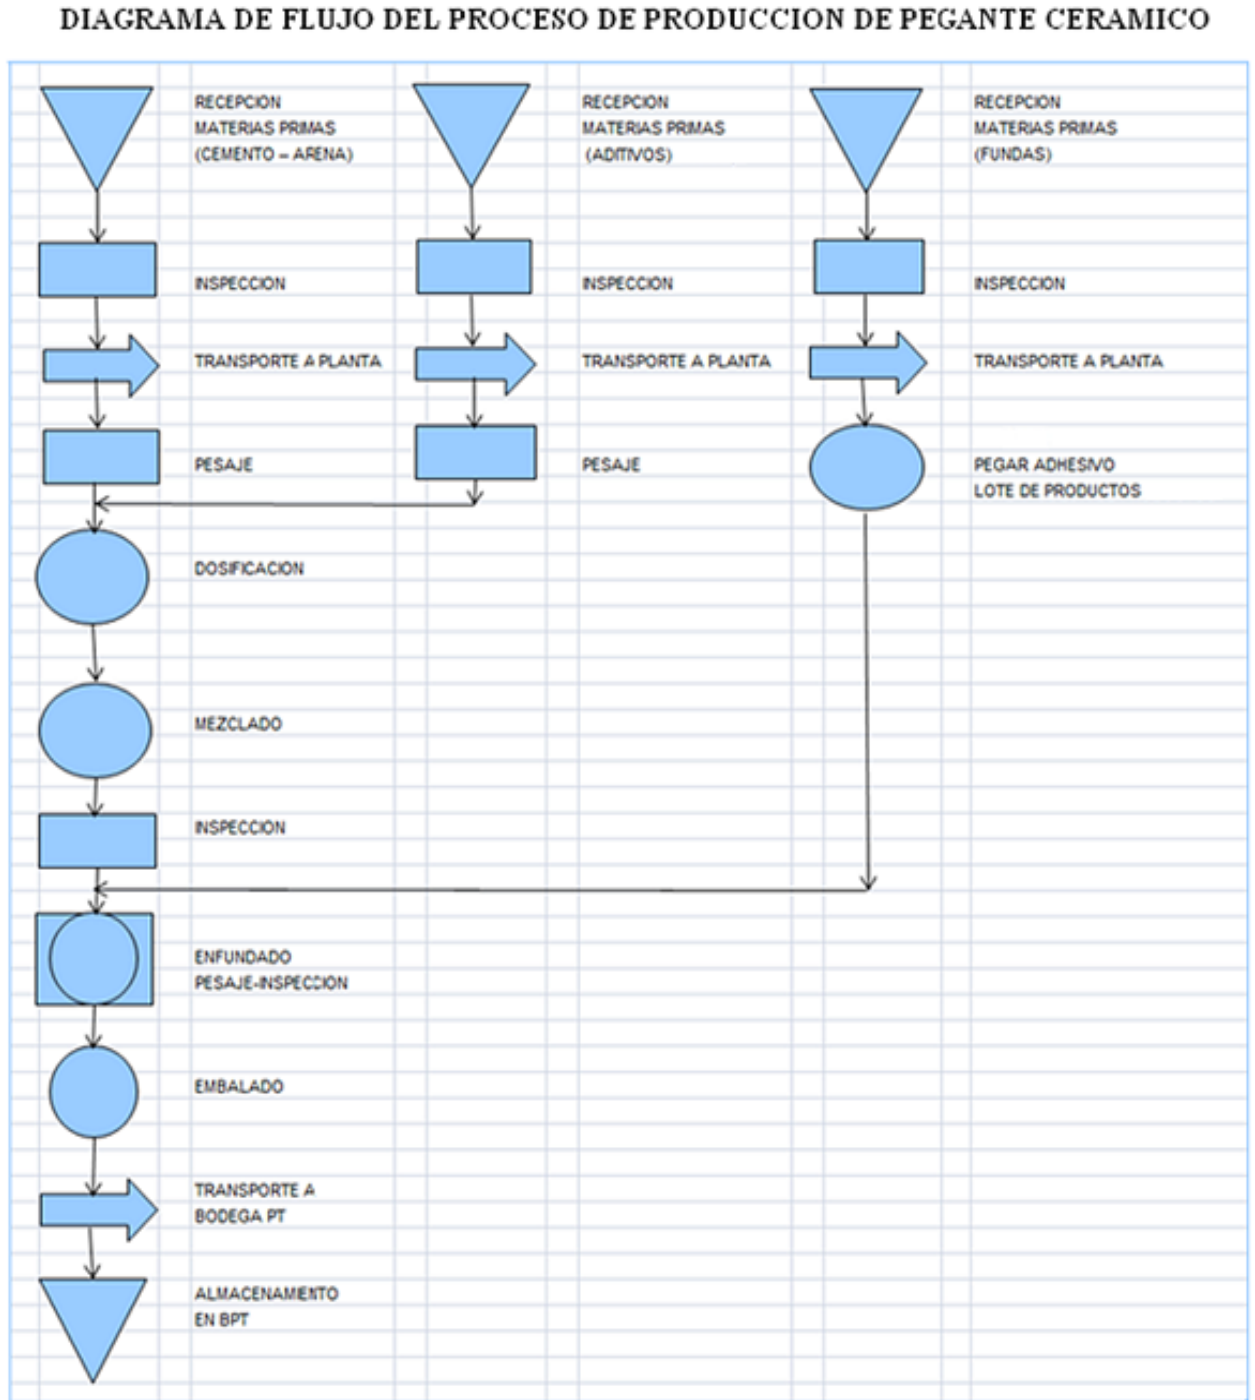 DIAGRAMA DE FLUJO DEL PROCESO DE PRODUCCION DE PEGANTE CERAMICO
RECEPCION
MATERIAS PRIMAS
(CEMENTO – ARENA)
RECEPCION
MATERIAS PRIMAS
(ADITIVOS)
RECEPCION
MATERIAS PRIMAS
(FUNDAS)
INSPECCION
INSPECCION
INSPECCION
TRANSPORTE A PLANTA
TRANSPORTE A PLANTA
TRANSPORTE A PLANTA
PESAJE
PESAJE
PEGAR ADHESIVO
LOTE DE PRODUCTOS
DOSIFICACION
MEZCLADO
INSPECCION
ENFUNDADO
PESAJE-INSPECCION
EMBALADO
TRANSPORTE A
BODEGA PT
ALMACENAMIENTO
EN BPT